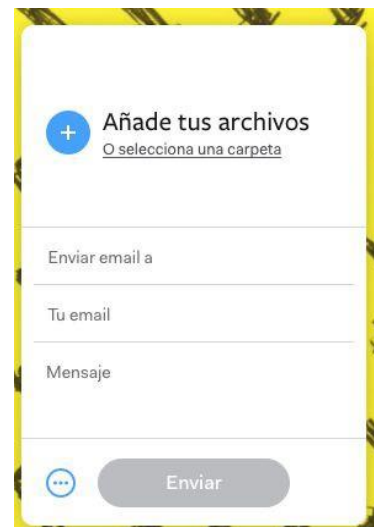 Añade tus archivos
O selecciona una carpeta
Enviar email a
Tu email
Mensaje
Enviar